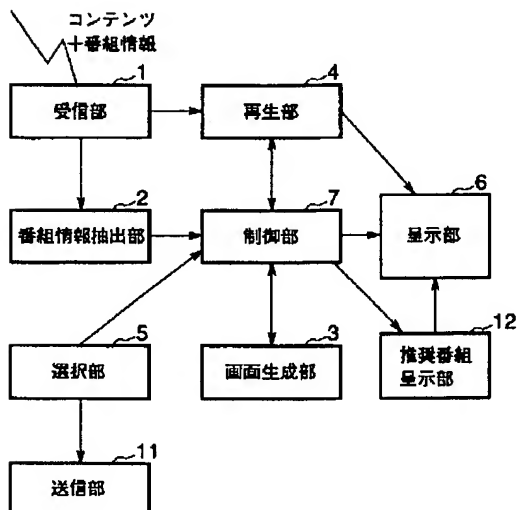 コンテンツ
＋番組情報
1
受信部
4
再生部
2
番組情報抽出部
7
制御部
6
呈示部
5
選択部
3
画面生成部
12
推奨番組
呈示部
11
送信部